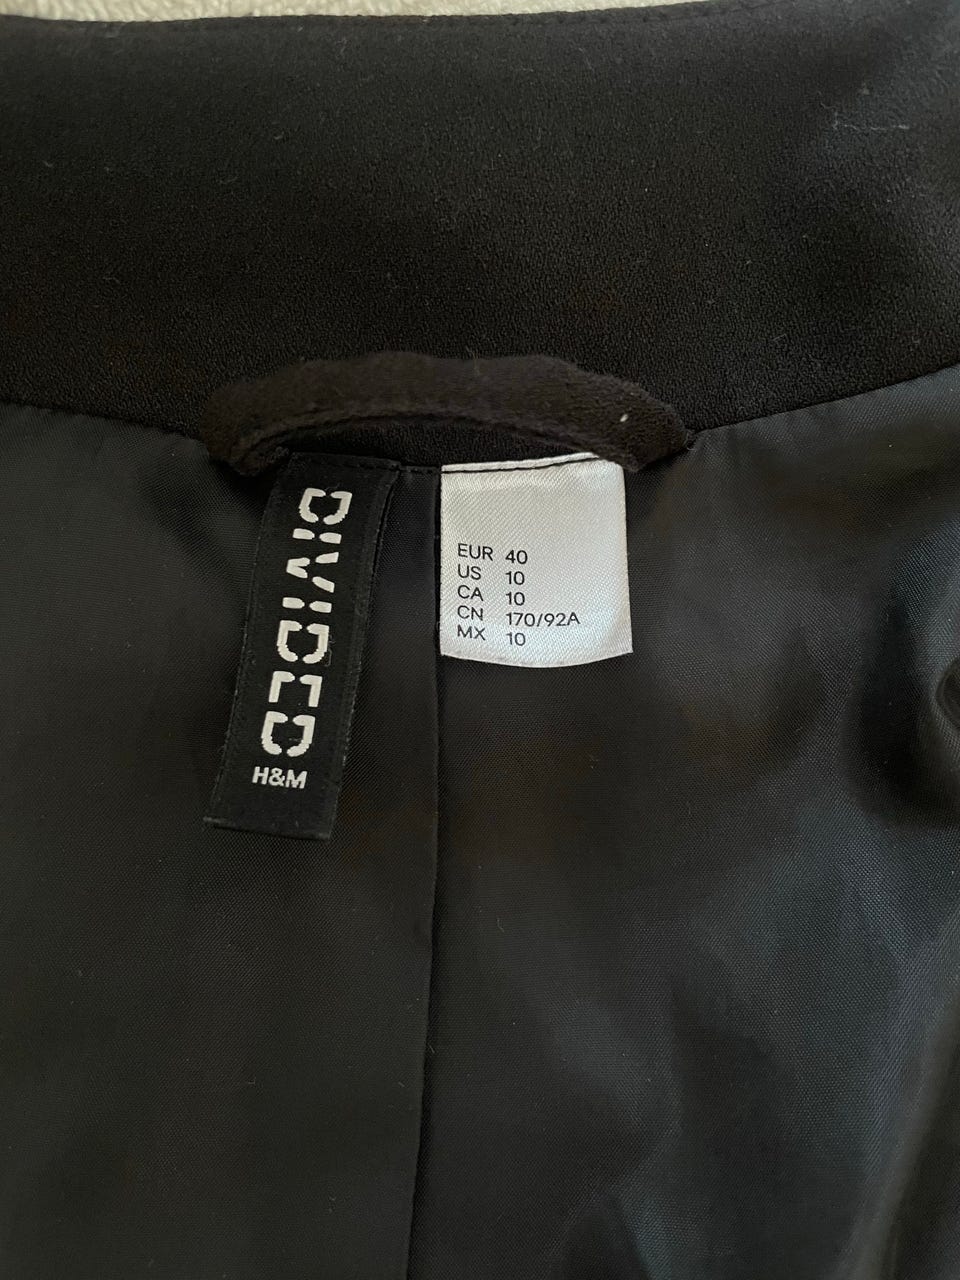 DIVIDED
H&M
EUR 40
US 10
CA 10
CN 170/92A
MX 10